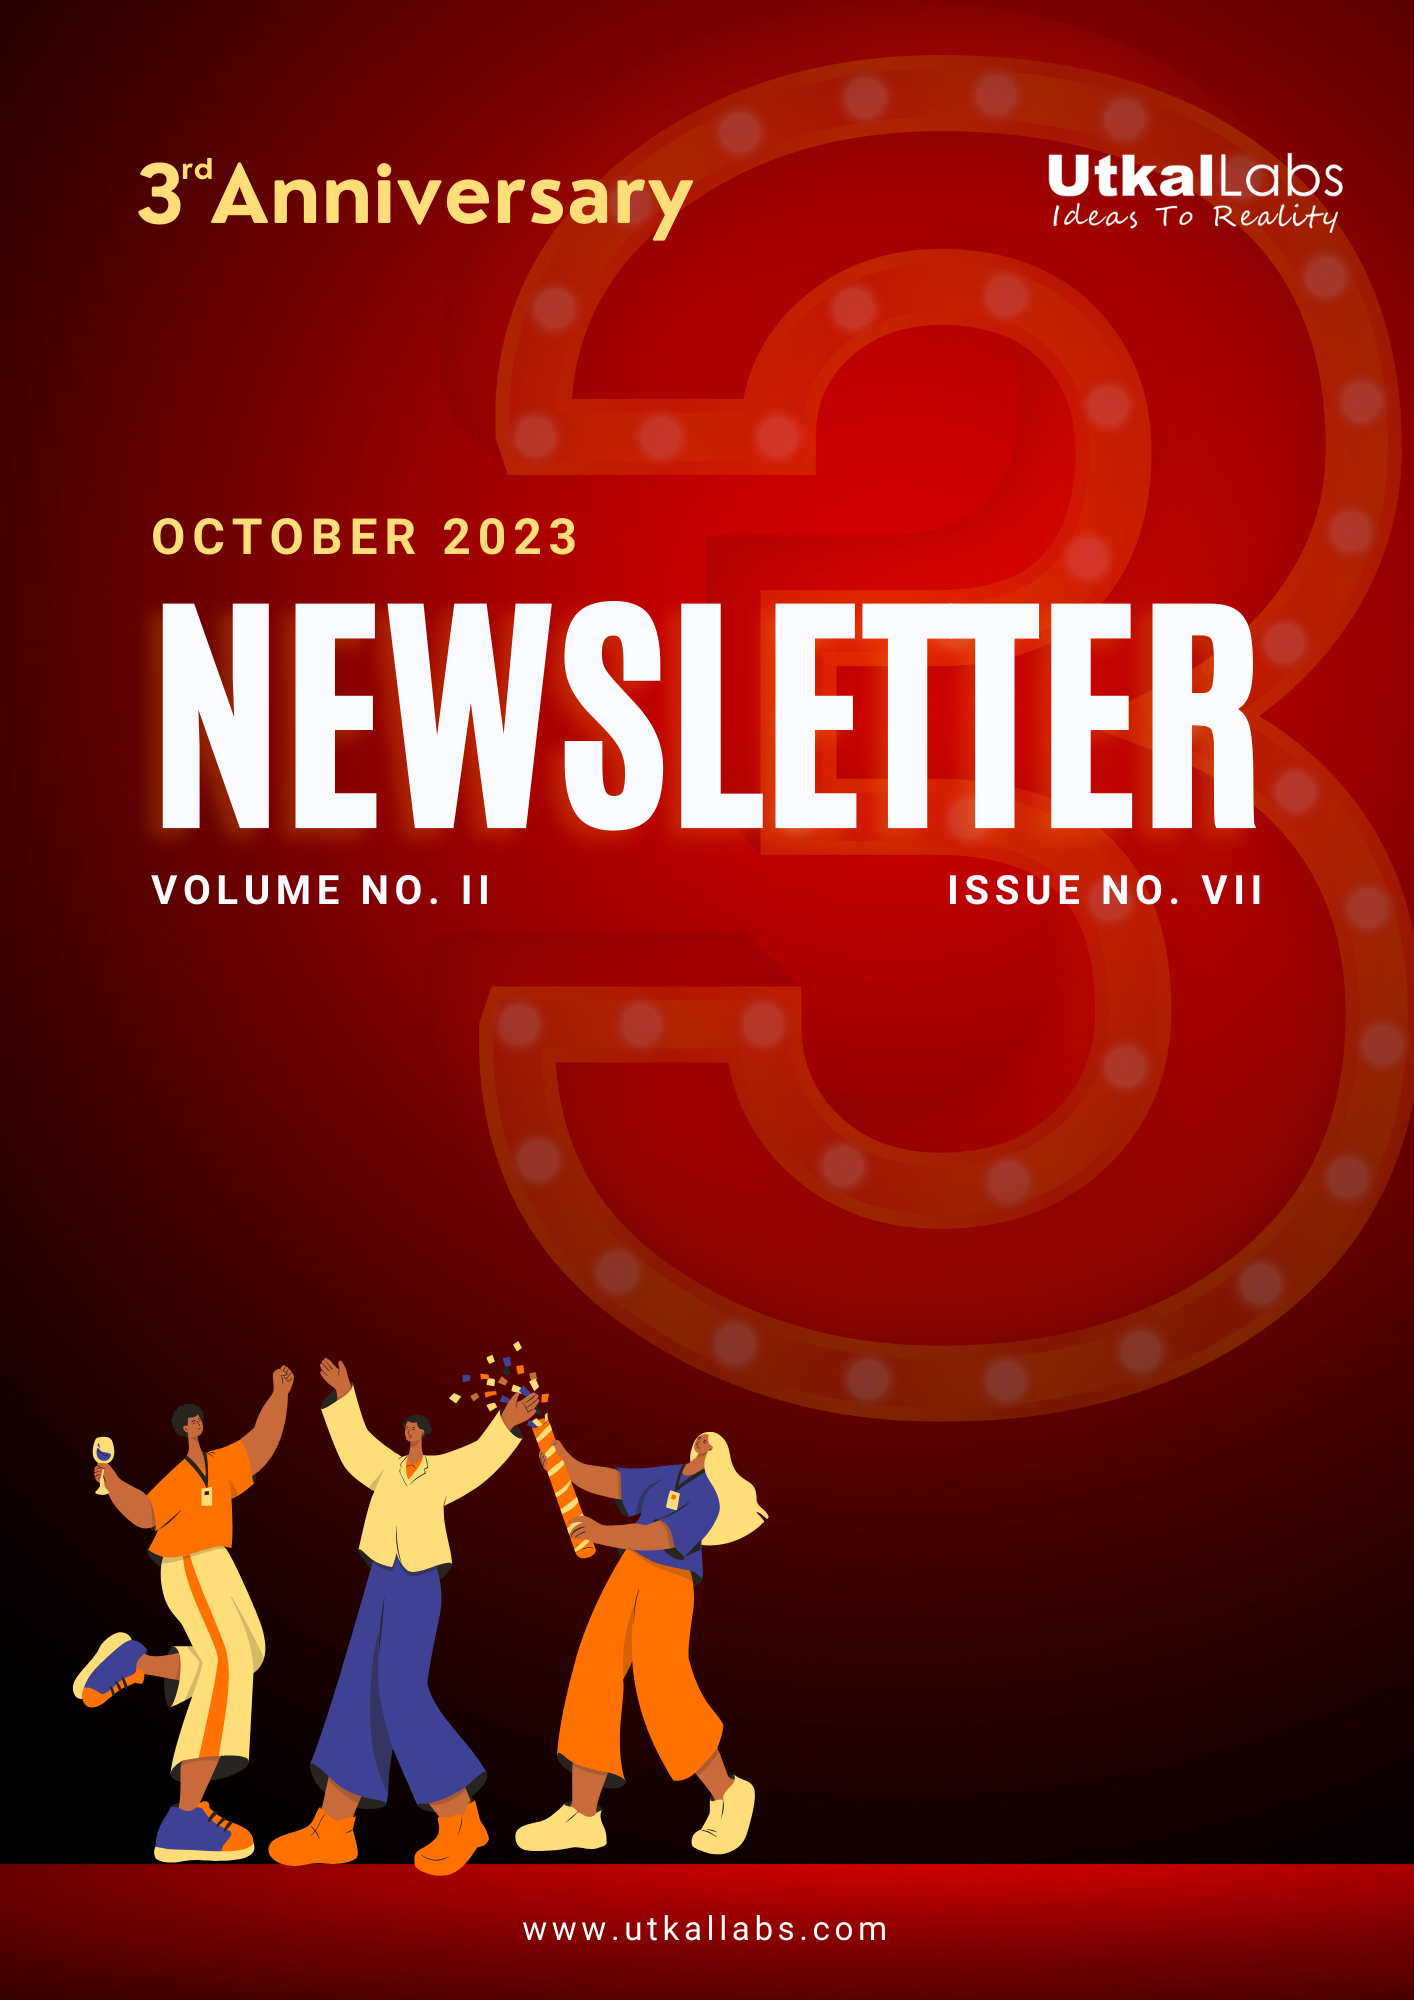 3rd Anniversary
UtkalLabs
Ideas To Reality
OCTOBER 2023
NEWSLETTER
VOLUME NO. II
ISSUE NO. VII
www.utkallabs.com